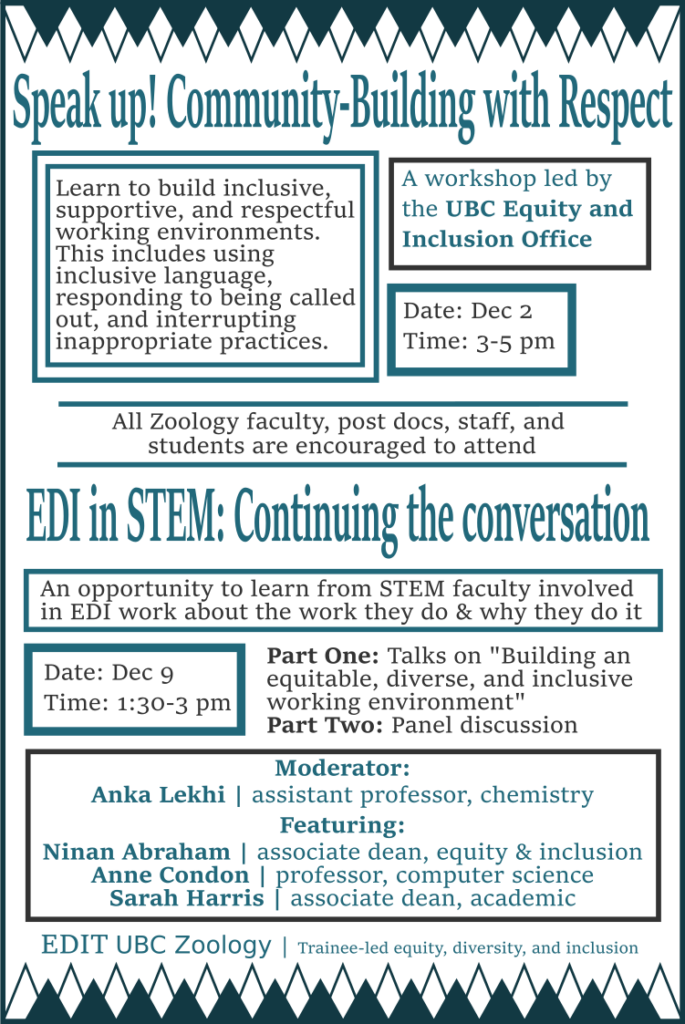 Speak up! Community-Building with Respect
Learn to build inclusive,
supportive, and respectful
working environments.
This includes using
inclusive language,
responding to being called
out, and interrupting
inappropriate practices.
A workshop led by
the UBC Equity and
Inclusion Office
Date: Dec 2
Time: 3-5 pm
All Zoology faculty, post docs, staff, and
students are encouraged to attend
EDI in STEM: Continuing the conversation
An opportunity to learn from STEM faculty involved
in EDI work about the work they do & why they do it
Date: Dec 9
Time: 1:30-3 pm
Part One: Talks on "Building an
equitable, diverse, and inclusive
working environment"
Part Two: Panel discussion
Moderator:
Anka Lekhi | assistant professor, chemistry
Featuring:
Ninan Abraham | associate dean, equity & inclusion
Anne Condon | professor, computer science
Sarah Harris | associate dean, academic
EDIT UBC Zoology | Trainee-led equity, diversity, and inclusion